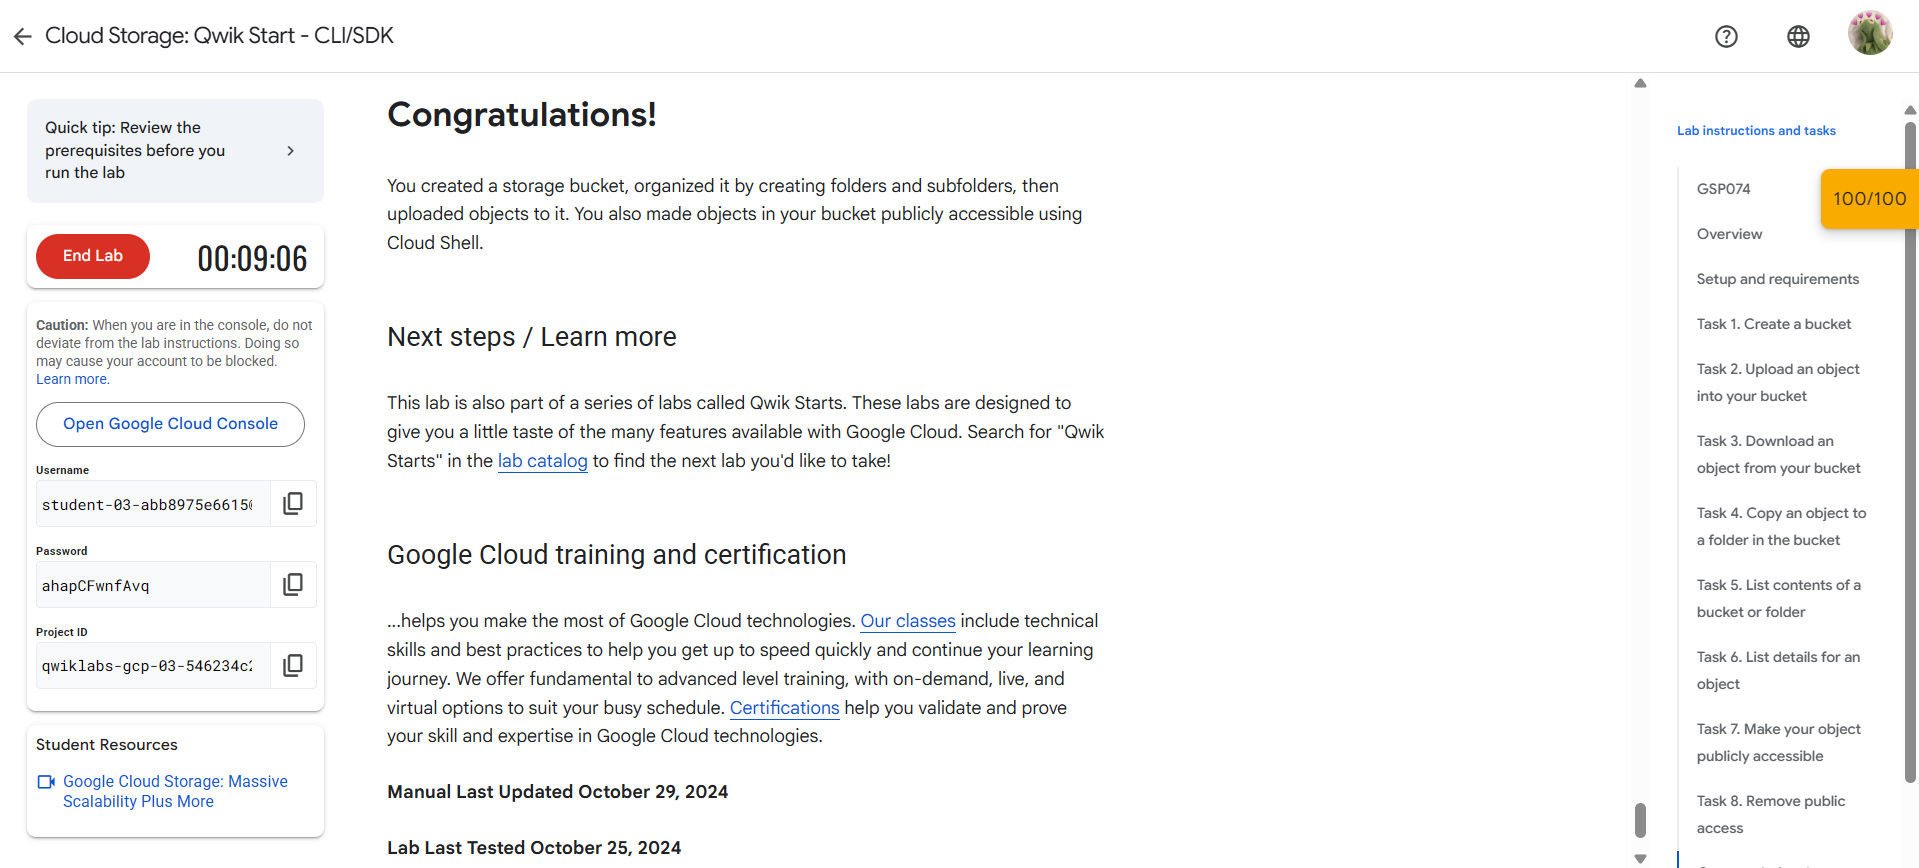 Cloud Storage: Qwik Start - CLI/SDK
Quick tip: Review the
prerequisites before you
run the lab
End Lab
00:09:06
Caution: When you are in the console, do not
deviate from the lab instructions. Doing so
may cause your account to be blocked.
Learn more.
Open Google Cloud Console
Username
student-03-abb8975e6615@
Password
ahapCFwnfAvq
Project ID
qwiklabs-gcp-03-546234c2
Student Resources
Google Cloud Storage: Massive
Scalability Plus More
Congratulations!
You created a storage bucket, organized it by creating folders and subfolders, then
uploaded objects to it. You also made objects in your bucket publicly accessible using
Cloud Shell.
Next steps / Learn more
This lab is also part of a series of labs called Qwik Starts. These labs are designed to
give you a little taste of the many features available with Google Cloud. Search for "Qwik
Starts" in the lab catalog to find the next lab you'd like to take!
Google Cloud training and certification
...helps you make the most of Google Cloud technologies. Our classes include technical
skills and best practices to help you get up to speed quickly and continue your learning
journey. We offer fundamental to advanced level training, with on-demand, live, and
virtual options to suit your busy schedule. Certifications help you validate and prove
your skill and expertise in Google Cloud technologies.
Manual Last Updated October 29, 2024
Lab Last Tested October 25, 2024
Lab instructions and tasks
GSP074
100/100
Overview
Setup and requirements
Task 1. Create a bucket
Task 2. Upload an object
into your bucket
Task 3. Download an
object from your bucket
Task 4. Copy an object to
a folder in the bucket
Task 5. List contents of a
bucket or folder
Task 6. List details for an
object
Task 7. Make your object
publicly accessible
Task 8. Remove public
access